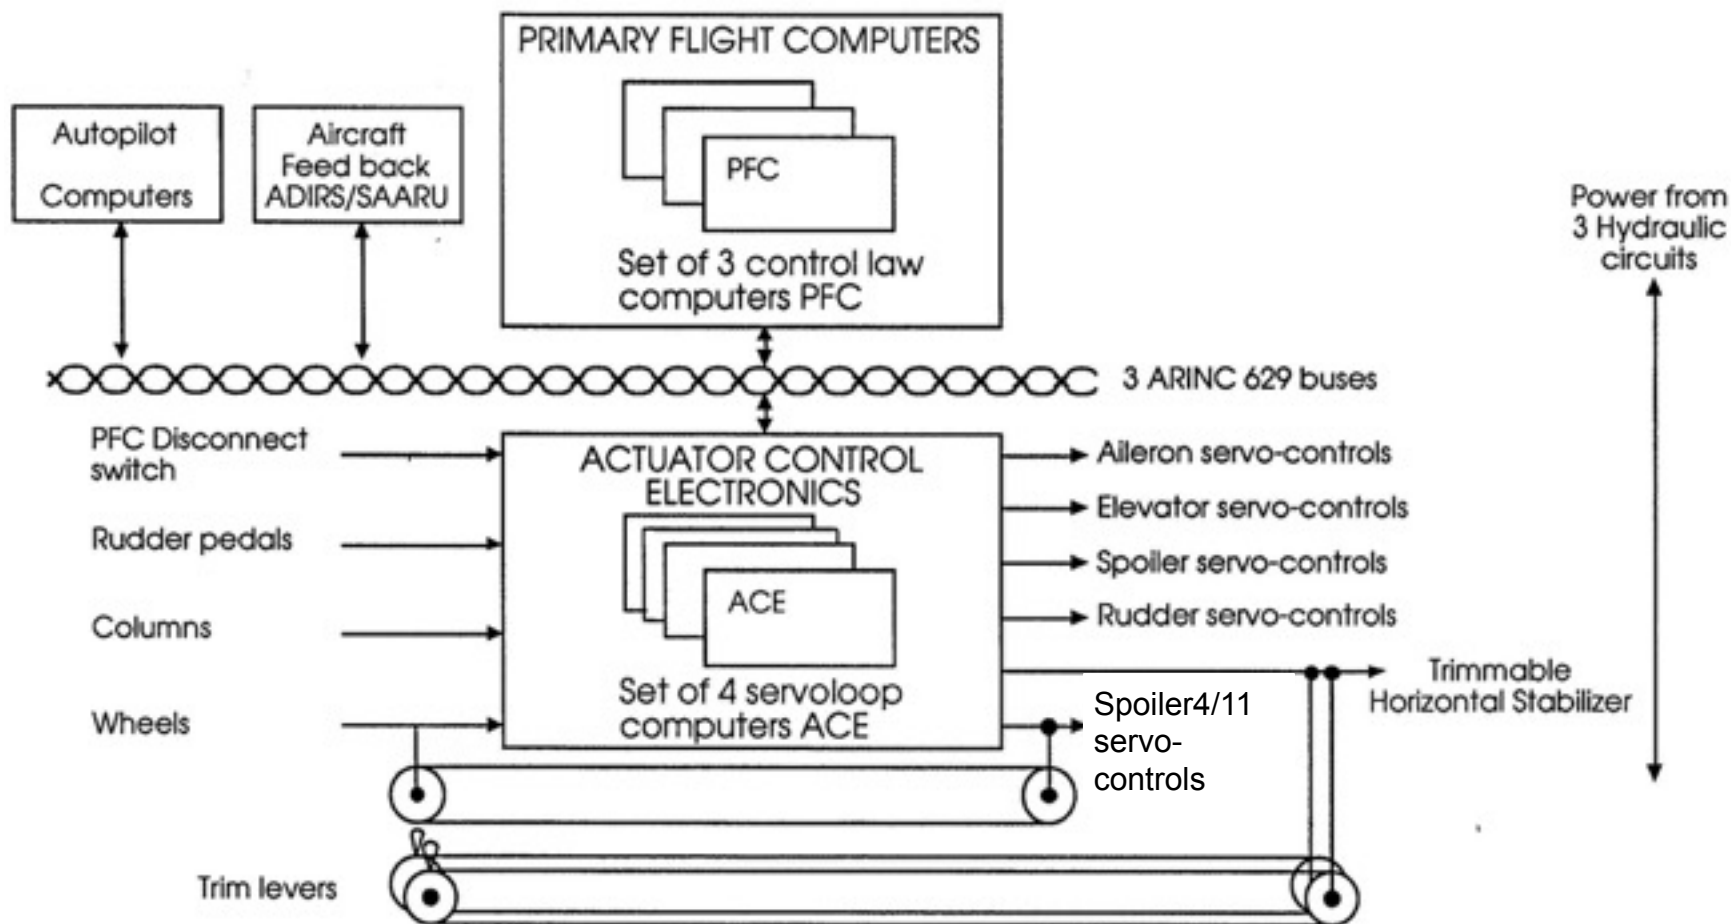 PRIMARY FLIGHT COMPUTERS
Autopilot
Computers
Aircraft
Feed back
ADIRS/SAARU
PFC
Set of 3 control law
computers PFC
Power from
3 Hydraulic
circuits
3 ARINC 629 buses
PFC Disconnect
switch
Rudder pedals
Columns
Wheels
ACTUATOR CONTROL
ELECTRONICS
ACE
Set of 4 servoloop
computers ACE
Aileron servo-controls
Elevator servo-controls
Spoiler servo-controls
Rudder servo-controls
Trimmable
Horizontal Stabilizer
Spoiler4/11
servo-
controls
Trim levers